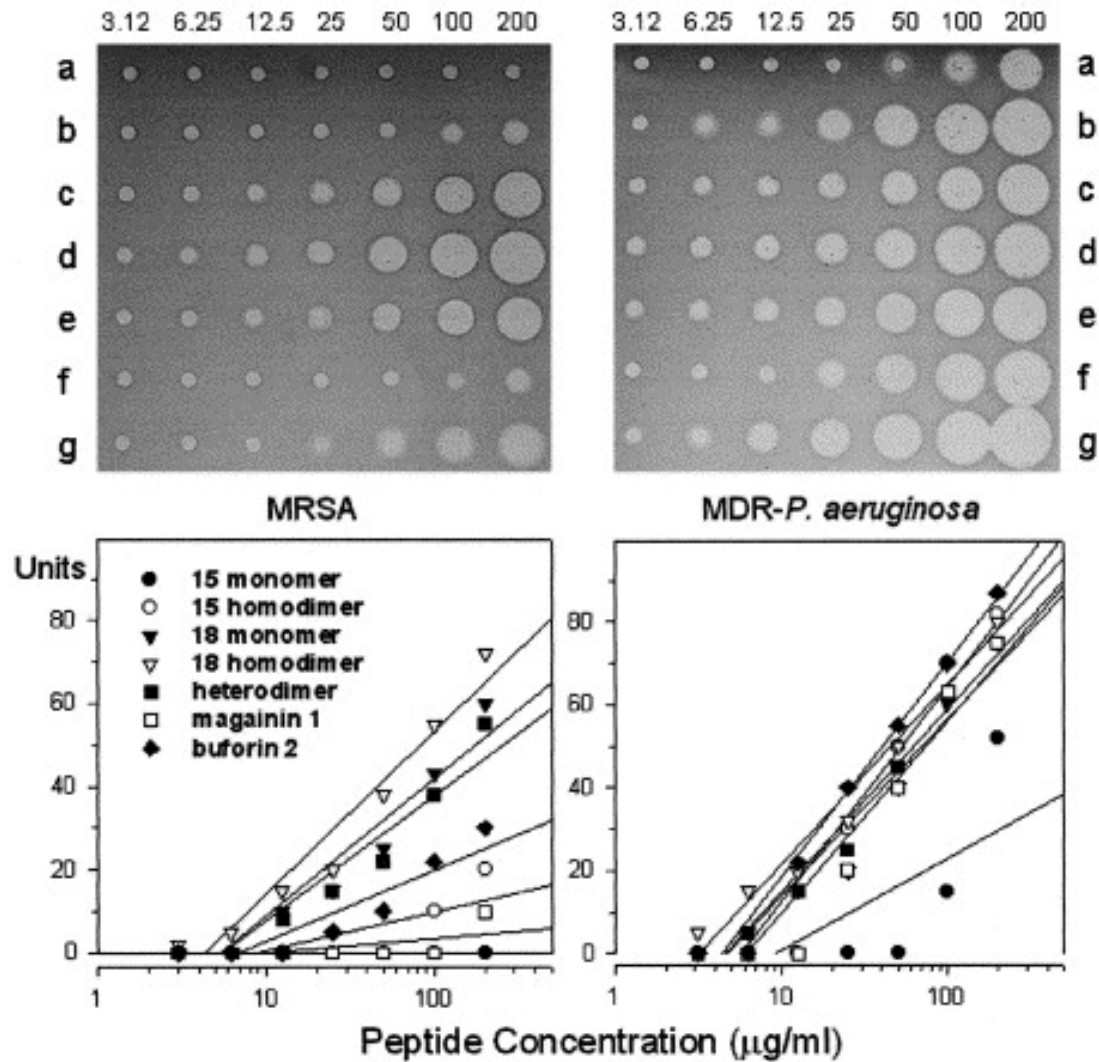 3.12 6.25 12.5 25 50 100 200
3.12 6.25 12.5 25 50 100 200
a
b
c
d
e
f
g
a
b
c
d
e
f
g
MRSA
MDR-P. aeruginosa
Units
80
60
40
20
0
15 monomer
15 homodimer
18 monomer
18 homodimer
heterodimer
magainin 1
buforin 2
80
60
40
20
0
1 10 100
1 10 100
Peptide Concentration (μg/ml)